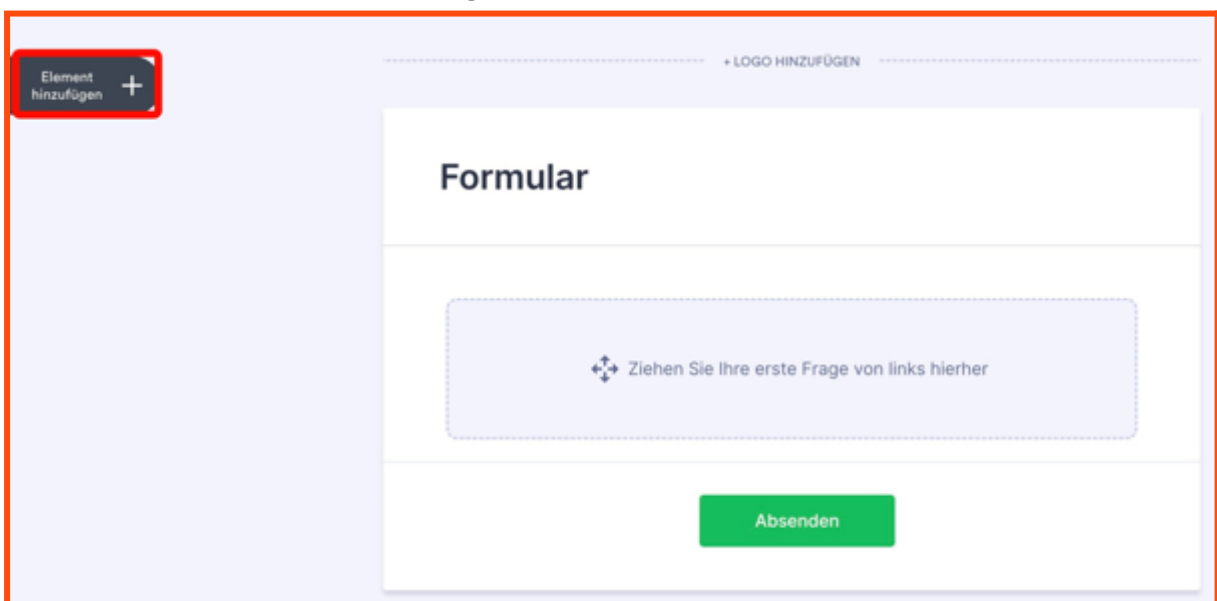 Element
hinzufügen +
+ LOGO HINZUFÜGEN
Formular
Ziehen Sie Ihre erste Frage von links hierher
Absenden